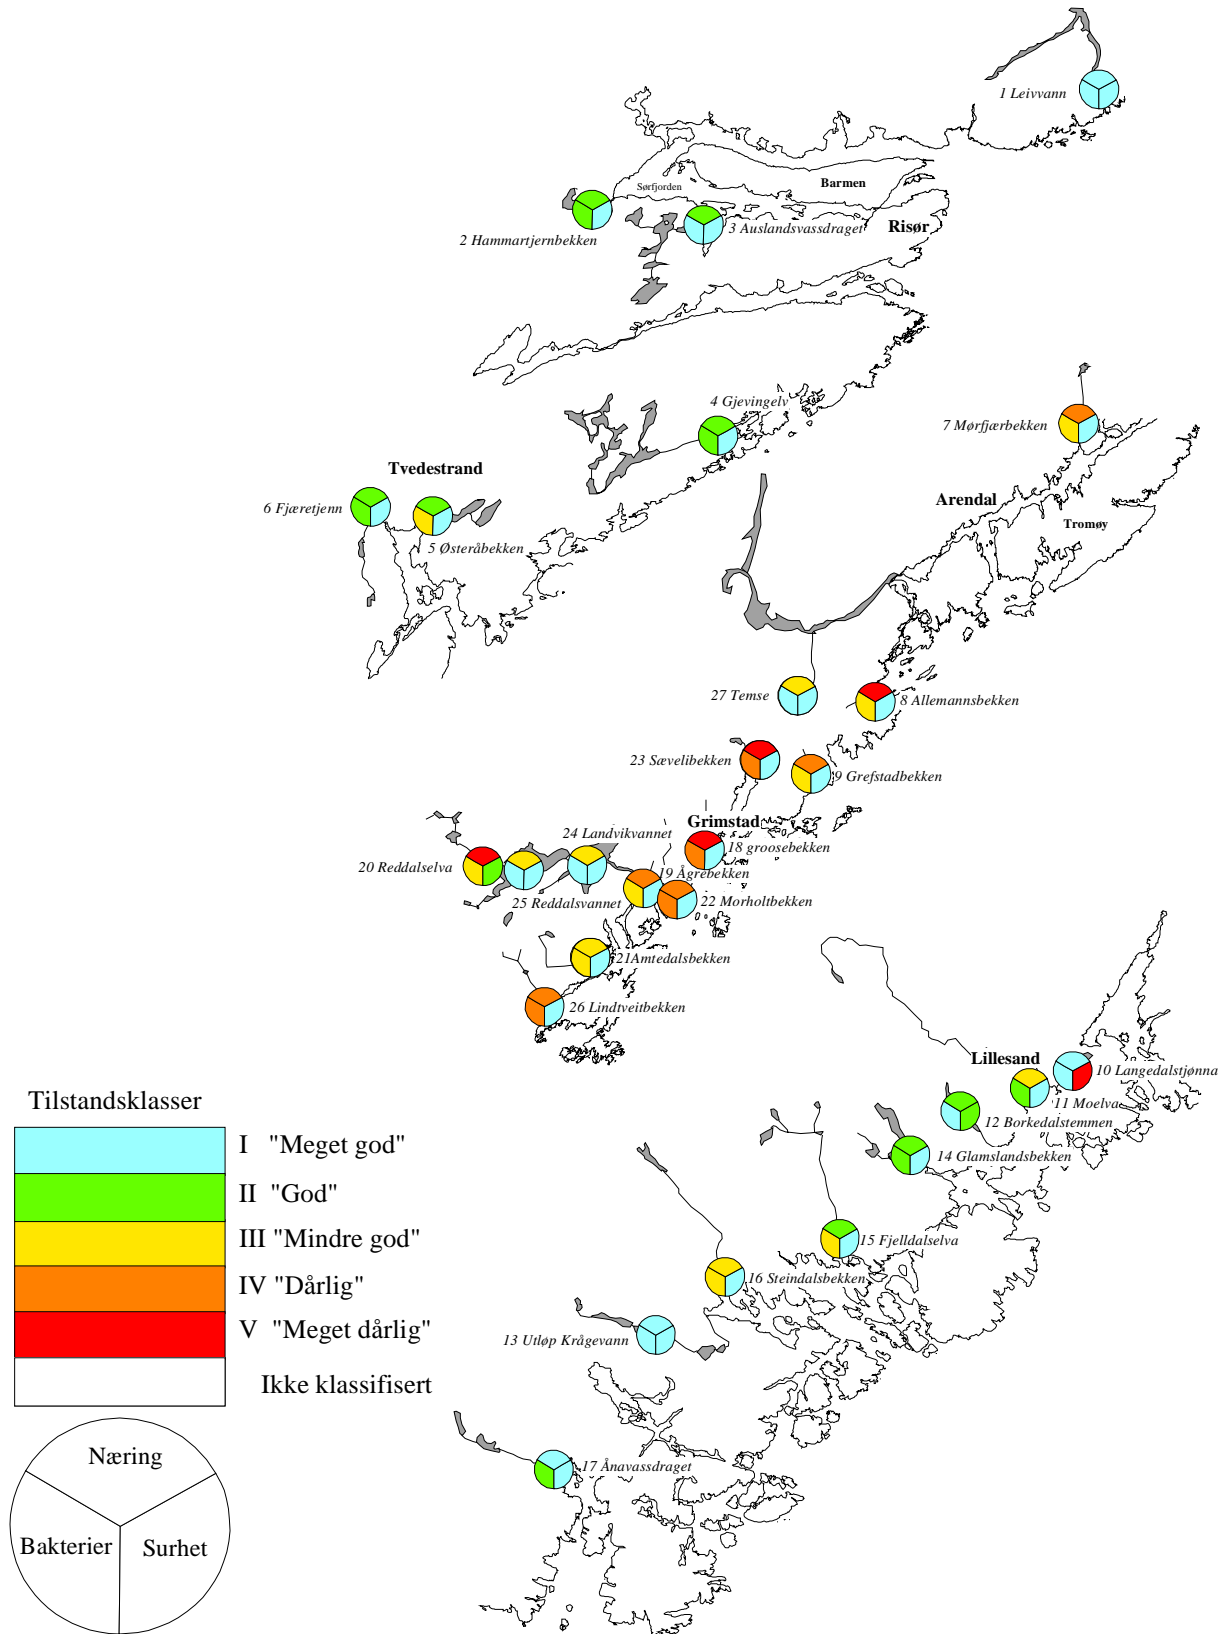 1 Leivvann
Sørfjorden
Barmen
2 Hammartjernbekken
3 Auslandsvassdraget
Risør
4 Gjevingelv
7 Mørfjærbekken
Tvedestrand
6 Fjæretjenn
Arendal
Tromøy
5 Østeråbekken
27 Temse
8 Allemannsbekken
23 Sævelibekken
9 Grefstadbekken
Grimstad
24 Landvikvannet
18 groosebekken
20 Reddalselva
19 Ågrebekken
25 Reddalsvannet
22 Morholtbekken
21Amtedalsbekken
26 Lindtveitbekken
Lillesand
10 Langedalstjønna
11 Moelva
12 Borkedalstemmen
14 Glamslandsbekken
15 Fjelldalselva
16 Steindalsbekken
13 Utløp Krågevann
17 Ånavassdraget
Tilstandsklasser
I "Meget god"
II "God"
III "Mindre god"
IV "Dårlig"
V "Meget dårlig"
Ikke klassifisert
Næring
Bakterier
Surhet